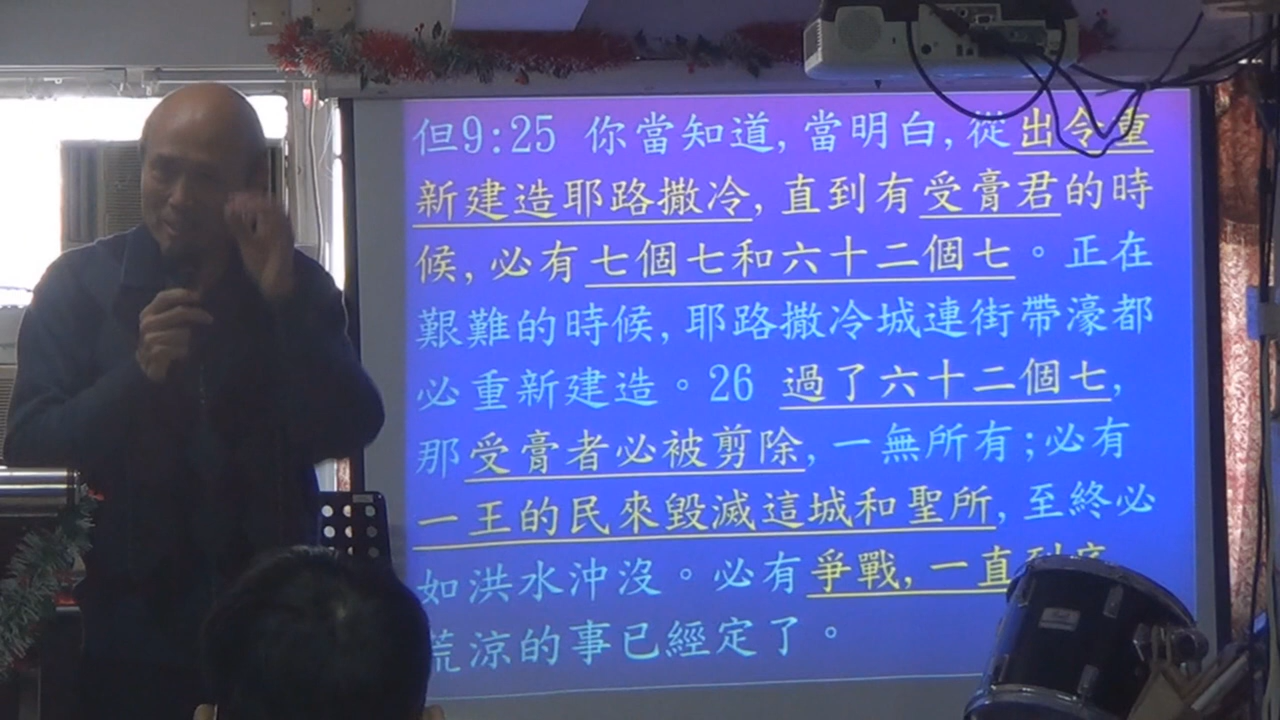 但9:25 你當知道,當明白,從出令重
新建造耶路撒冷,直到有受膏君的時
候,必有七個七和六十二個七。正在
艱難的時候,耶路撒冷城連街帶濠都
必重新建造。26 過了六十二個七,
那受膏者必被剪除,一無所有;必有
一王的民來毀滅這城和聖所,至終必
如洪水沖沒。必有爭戰,一直到底
荒涼的事已經定了。